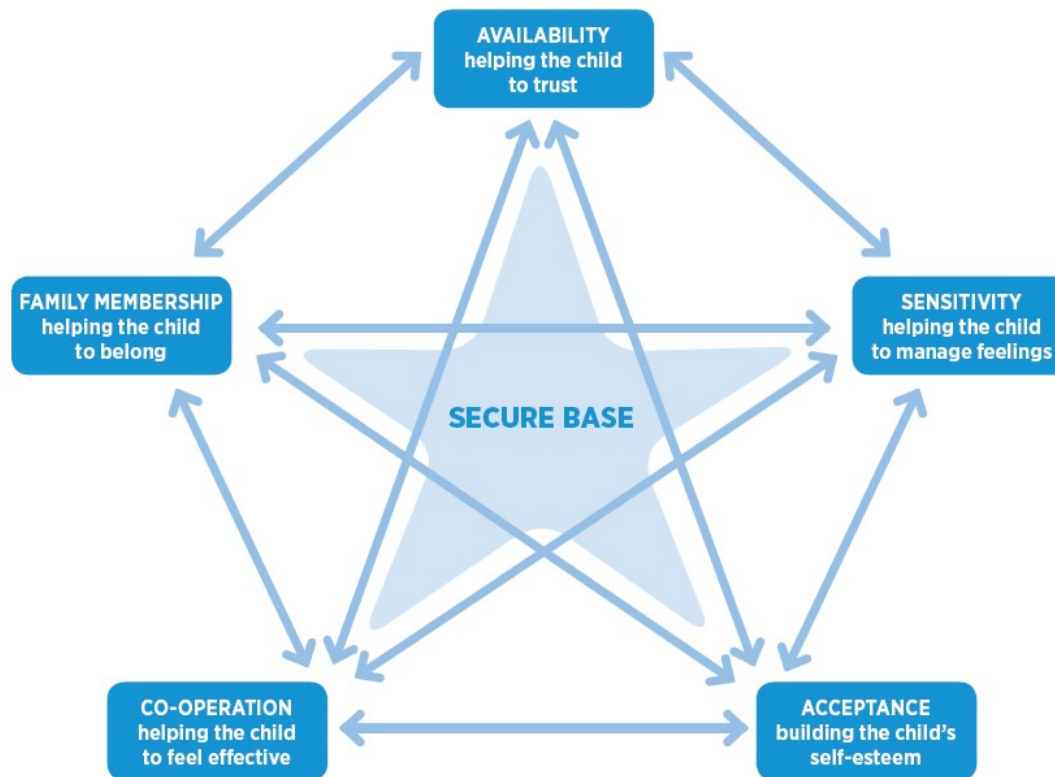 AVAILABILITY
helping the child
to trust
FAMILY MEMBERSHIP
helping the child
to belong
SENSITIVITY
helping the child
to manage feelings
SECURE BASE
CO-OPERATION
helping the child
to feel effective
ACCEPTANCE
building the child’s
self-esteem